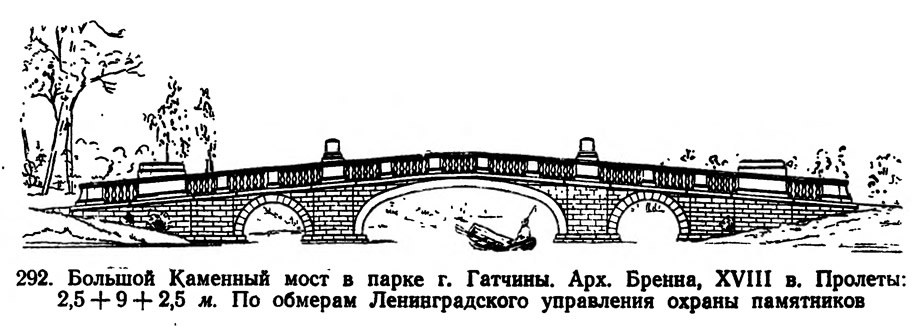 292. Большой Каменный мост в парке г. Гатчины. Арх. Бренна, XVIII в. Пролеты:
2,5 + 9 + 2,5 м. По обмерам Ленинградского управления охраны памятников